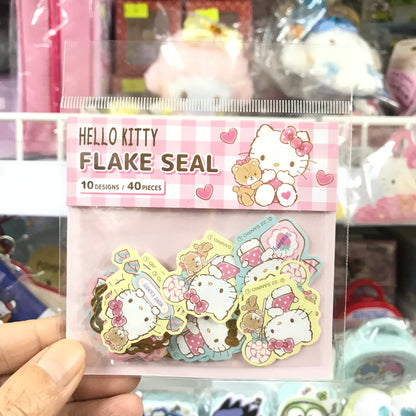 HELLO KITTY
FLAKE SEAL
10 DESIGNS / 40 PIECES